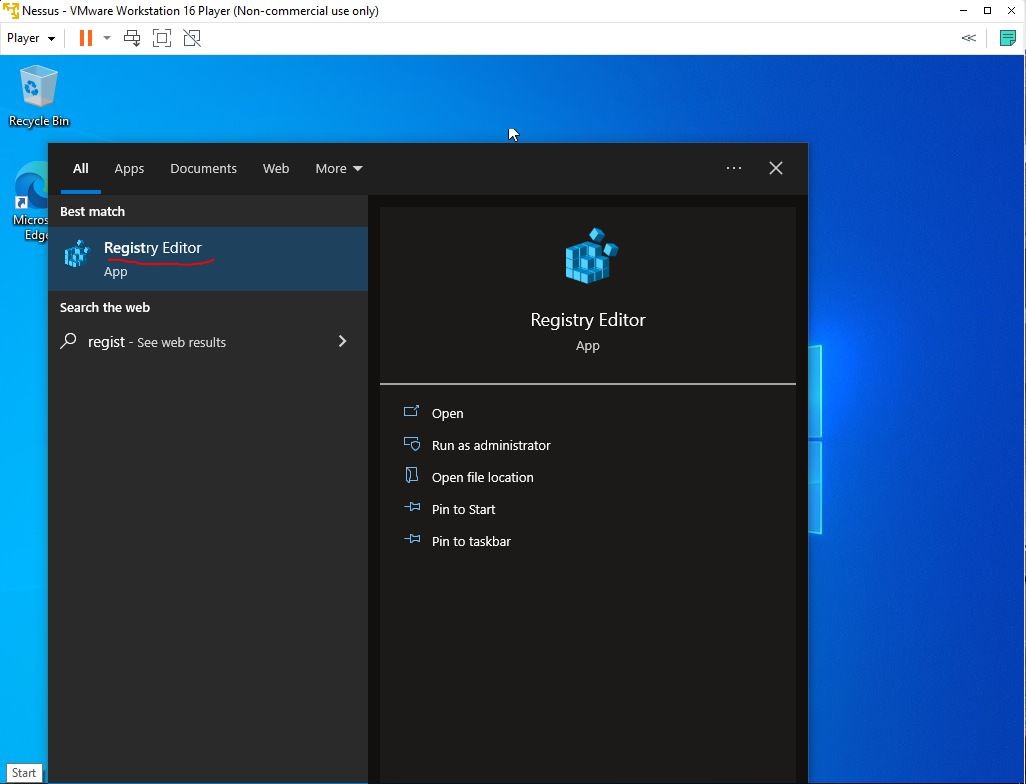 Nessus - VMware Workstation 16 Player (Non-commercial use only)
Player
Recycle Bin
Micros
Edge
All Apps Documents Web More
Best match
Registry Editor
App
Search the web
regist - See web results
Registry Editor
App
Open
Run as administrator
Open file location
Pin to Start
Pin to taskbar
Start